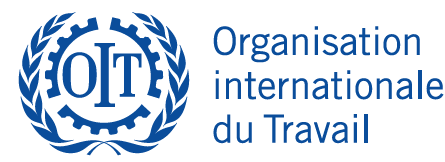 OIT
Organisation
internationale
du Travail